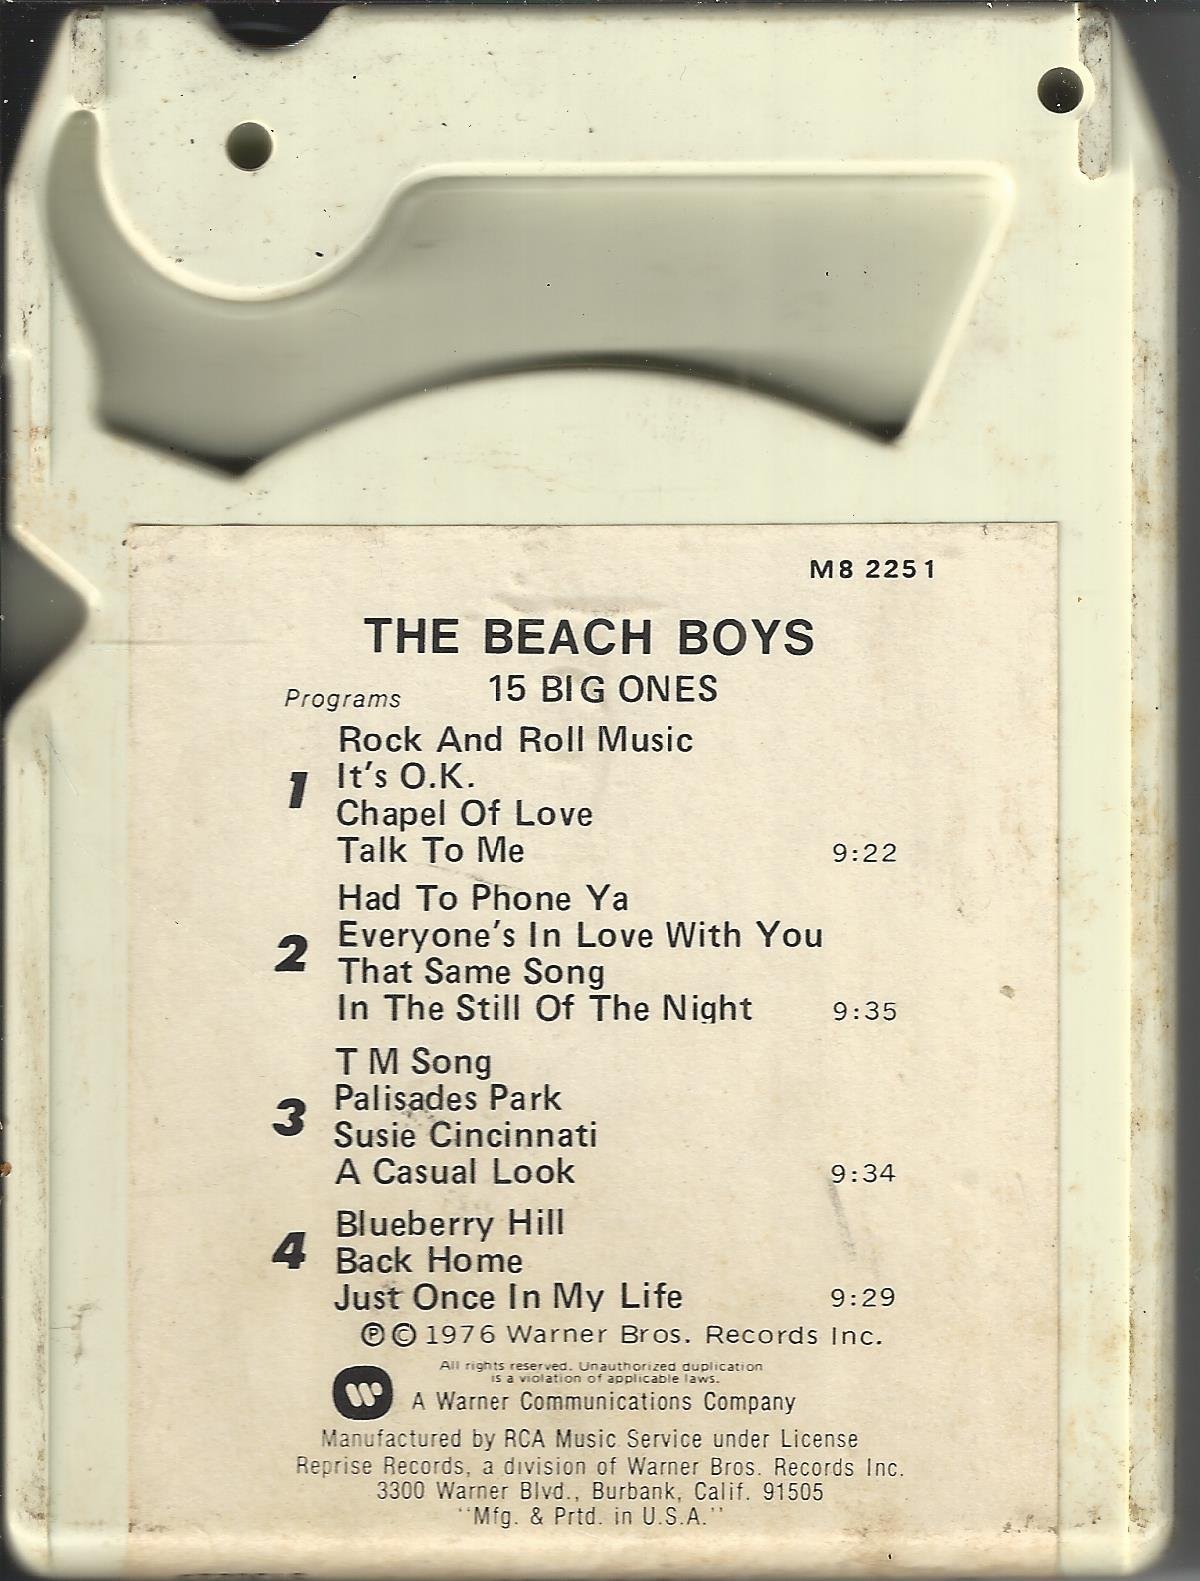 M8 2251
THE BEACH BOYS
15 BIG ONES
Programs
1
Rock And Roll Music
It's O.K.
Chapel Of Love
Talk To Me 9:22
2
Had To Phone Ya
Everyone's In Love With You
That Same Song
In The Still Of The Night 9:35
3
T M Song
Palisades Park
Susie Cincinnati
A Casual Look 9:34
4
Blueberry Hill
Back Home
Just Once In My Life 9:29
℗© 1976 Warner Bros. Records Inc.
All rights reserved. Unauthorized duplication
is a violation of applicable laws.
A Warner Communications Company
Manufactured by RCA Music Service under License
Reprise Records, a division of Warner Bros. Records Inc.
3300 Warner Blvd., Burbank, Calif. 91505
"Mfg. & Prtd. in U.S.A."